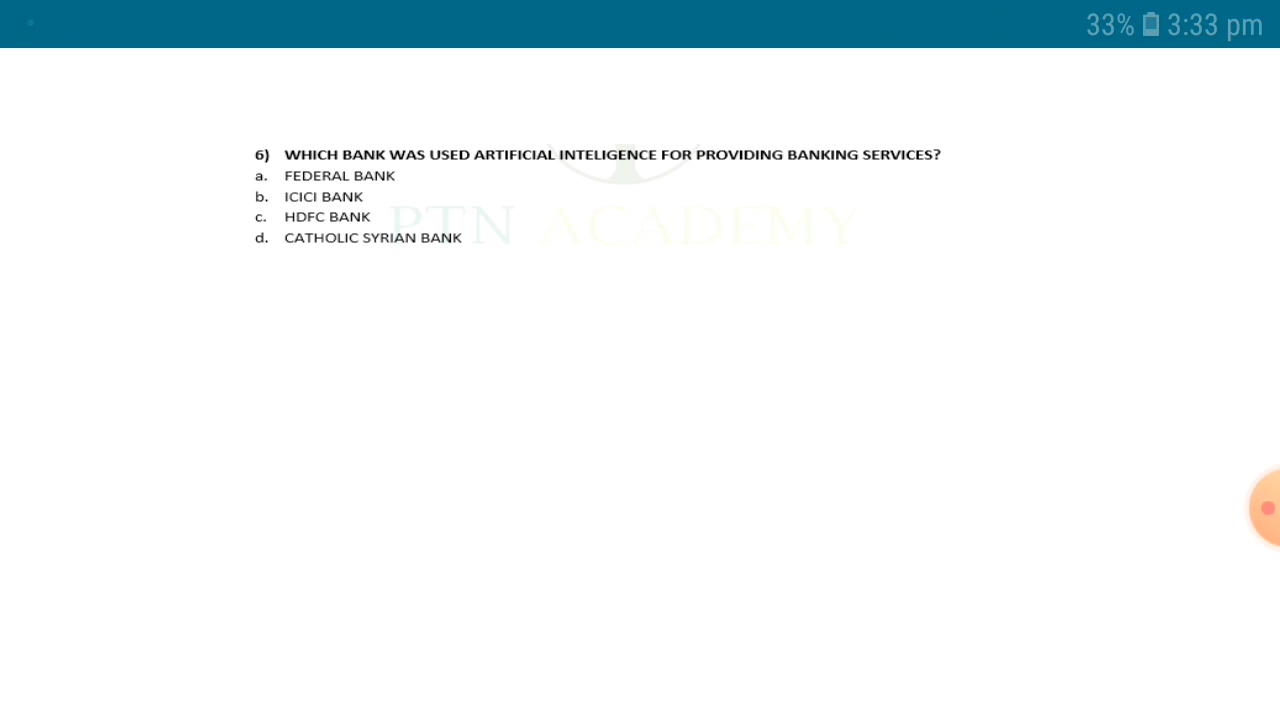 33% 3:33 pm
6) WHICH BANK WAS USED ARTIFICIAL INTELIGENCE FOR PROVIDING BANKING SERVICES?
a. FEDERAL BANK
b. ICICI BANK
c. HDFC BANK
d. CATHOLIC SYRIAN BANK
PTN ACADEMY